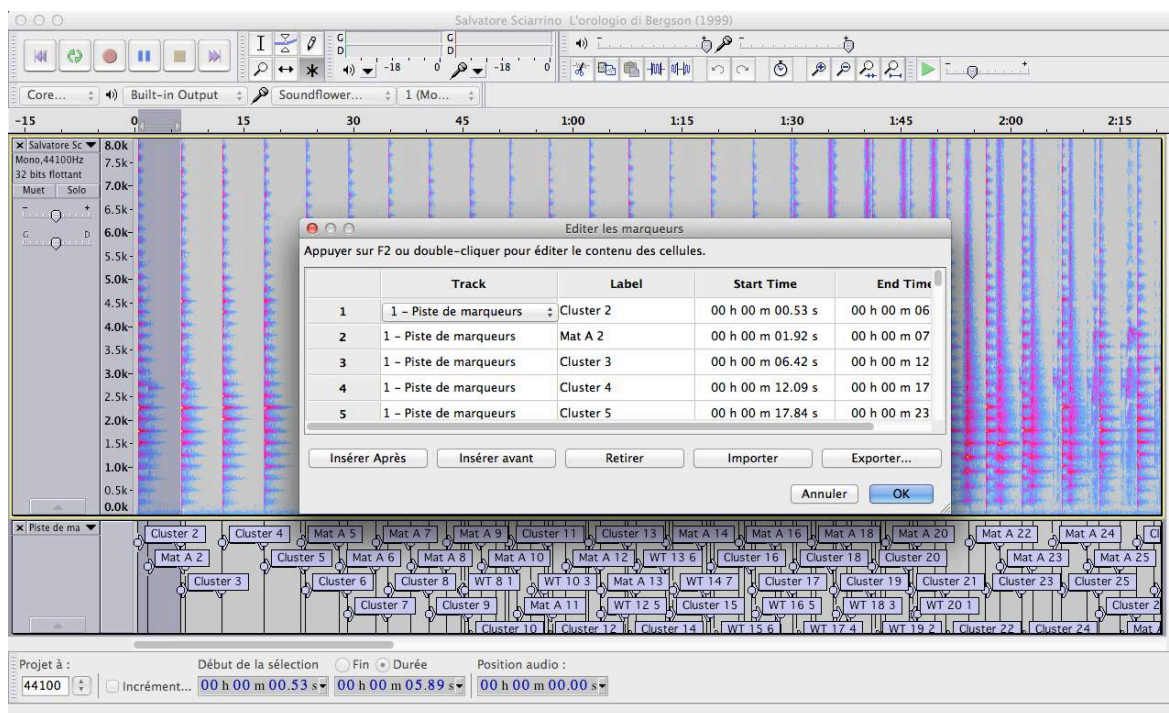 Salvatore Sciarrino L'orologio di Bergson (1999)
G
D
G
D
-18 0 -18 0
Core... Built-in Output Soundflower... 1 (Mo...
-15 0 15 30 45 1:00 1:15 1:30 1:45 2:00 2:15
Salvatore Sc
Mono,44100Hz
32 bits flottant
Muet Solo
- +
G D
8.0k
7.5k
7.0k
6.5k
6.0k
5.5k
5.0k
4.5k
4.0k
3.5k
3.0k
2.5k
2.0k
1.5k
1.0k
0.5k
0.0k
Editer les marqueurs
Appuyer sur F2 ou double-cliquer pour éditer le contenu des cellules.
Track Label Start Time End Time
1 1 – Piste de marqueurs Cluster 2 00 h 00 m 00.53 s 00 h 00 m 06
2 1 – Piste de marqueurs Mat A 2 00 h 00 m 01.92 s 00 h 00 m 07
3 1 – Piste de marqueurs Cluster 3 00 h 00 m 06.42 s 00 h 00 m 12
4 1 – Piste de marqueurs Cluster 4 00 h 00 m 12.09 s 00 h 00 m 17
5 1 – Piste de marqueurs Cluster 5 00 h 00 m 17.84 s 00 h 00 m 23
Insérer Après Insérer avant Retirer Importer Exporter...
Annuler OK
Piste de ma
Cluster 2 Cluster 4 Mat A 5 Mat A 7 Mat A 9 Cluster 11 Cluster 13 Mat A 14 Mat A 16 Mat A 18 Mat A 20 Mat A 22 Mat A 24 Cl
Mat A 2 Cluster 5 Mat A 6 Mat A 8 Mat A 10 Mat A 12 WT 13 6 Cluster 16 Cluster 18 Cluster 20 Mat A 23 Mat A 25
Cluster 3 Cluster 6 Cluster 8 WT 8 1 WT 10 3 Mat A 13 WT 14 7 Cluster 17 Cluster 19 Cluster 21 Cluster 23 Cluster 25
Cluster 7 Cluster 9 Mat A 11 WT 12 5 Cluster 15 WT 16 5 WT 18 3 WT 20 1 Cluster 2
Cluster 10 Cluster 12 Cluster 14 WT 15 6 WT 17 4 WT 19 2 Cluster 22 Cluster 24 Mat A
Projet à : Début de la sélection Fin Durée Position audio :
44100 Incrément... 00 h 00 m 00.53 s 00 h 00 m 05.89 s 00 h 00 m 00.00 s